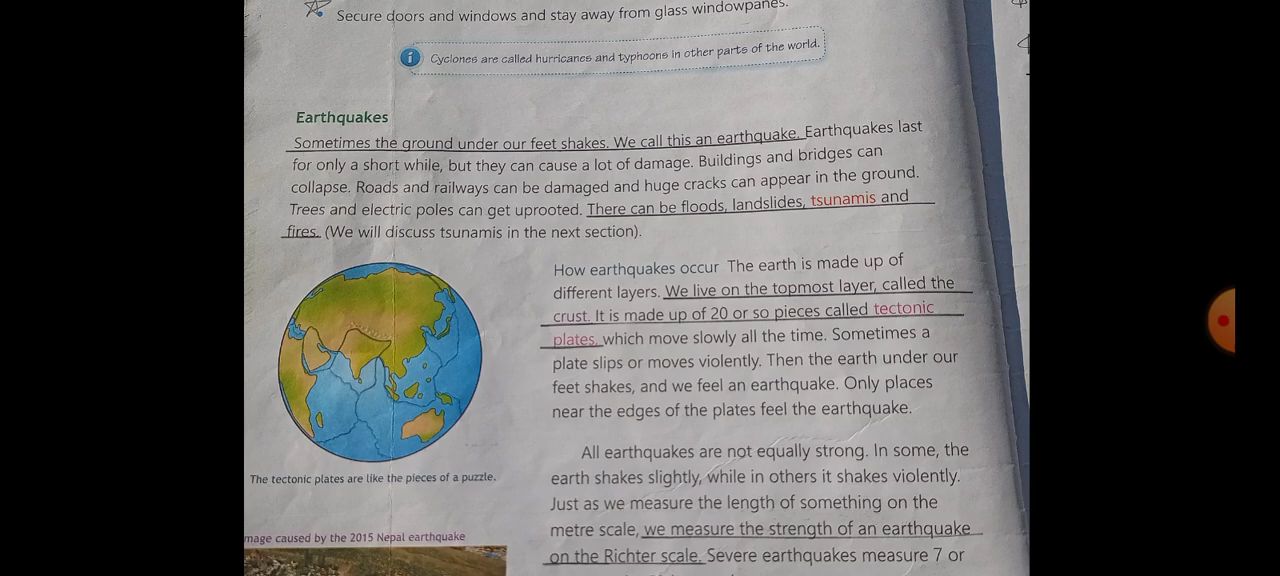 Secure doors and windows and stay away from glass windowpanes.
Cyclones are called hurricanes and typhoons in other parts of the world.
Earthquakes
Sometimes the ground under our feet shakes. We call this an earthquake. Earthquakes last
for only a short while, but they can cause a lot of damage. Buildings and bridges can
collapse. Roads and railways can be damaged and huge cracks can appear in the ground.
Trees and electric poles can get uprooted. There can be floods, landslides, tsunamis and
fires. (We will discuss tsunamis in the next section).
How earthquakes occur The earth is made up of
different layers. We live on the topmost layer, called the
crust. It is made up of 20 or so pieces called tectonic
plates, which move slowly all the time. Sometimes a
plate slips or moves violently. Then the earth under our
feet shakes, and we feel an earthquake. Only places
near the edges of the plates feel the earthquake.
The tectonic plates are like the pieces of a puzzle.
All earthquakes are not equally strong. In some, the
earth shakes slightly, while in others it shakes violently.
Just as we measure the length of something on the
metre scale, we measure the strength of an earthquake
on the Richter scale. Severe earthquakes measure 7 or
mage caused by the 2015 Nepal earthquake